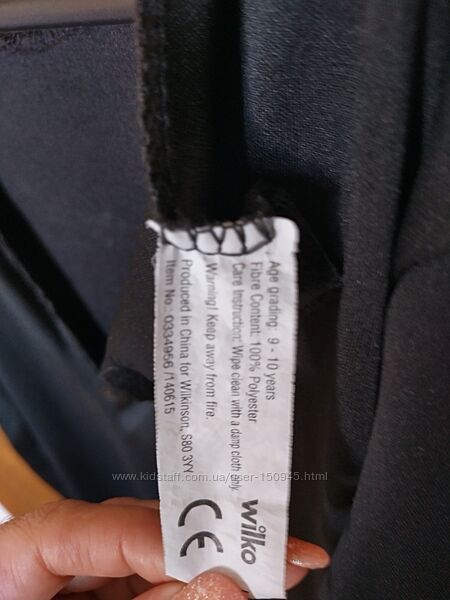 Age grading: 9 - 10 years
Fibre Content: 100% Polyester
Care Instruction: Wipe clean with a damp cloth only.
Warning! Keep away from fire.
Produced in China for Wilkinson, S80 3YY
Item No : 0334956 /140615
wilko
CE
www.kidstaff.com.ua/user-150945.html